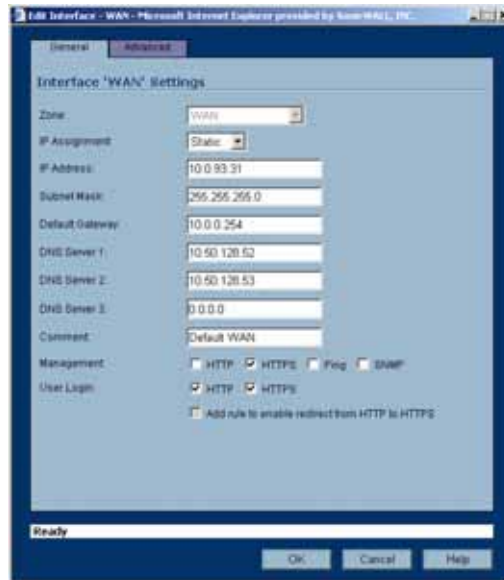 Edit Interface - WAN - Microsoft Internet Explorer provided by SonicWALL, INC.
General Advanced
Interface 'WAN' Settings
Zone: WAN
IP Assignment: Static
IP Address: 10.0.93.31
Subnet Mask: 255.255.255.0
Default Gateway: 10.0.0.254
DNS Server 1: 10.50.128.52
DNS Server 2: 10.50.128.53
DNS Server 3: 0.0.0.0
Comment: Default WAN
Management: HTTP HTTPS Ping SNMP
User Login: HTTP HTTPS
Add rule to enable redirect from HTTP to HTTPS
Ready
OK Cancel Help